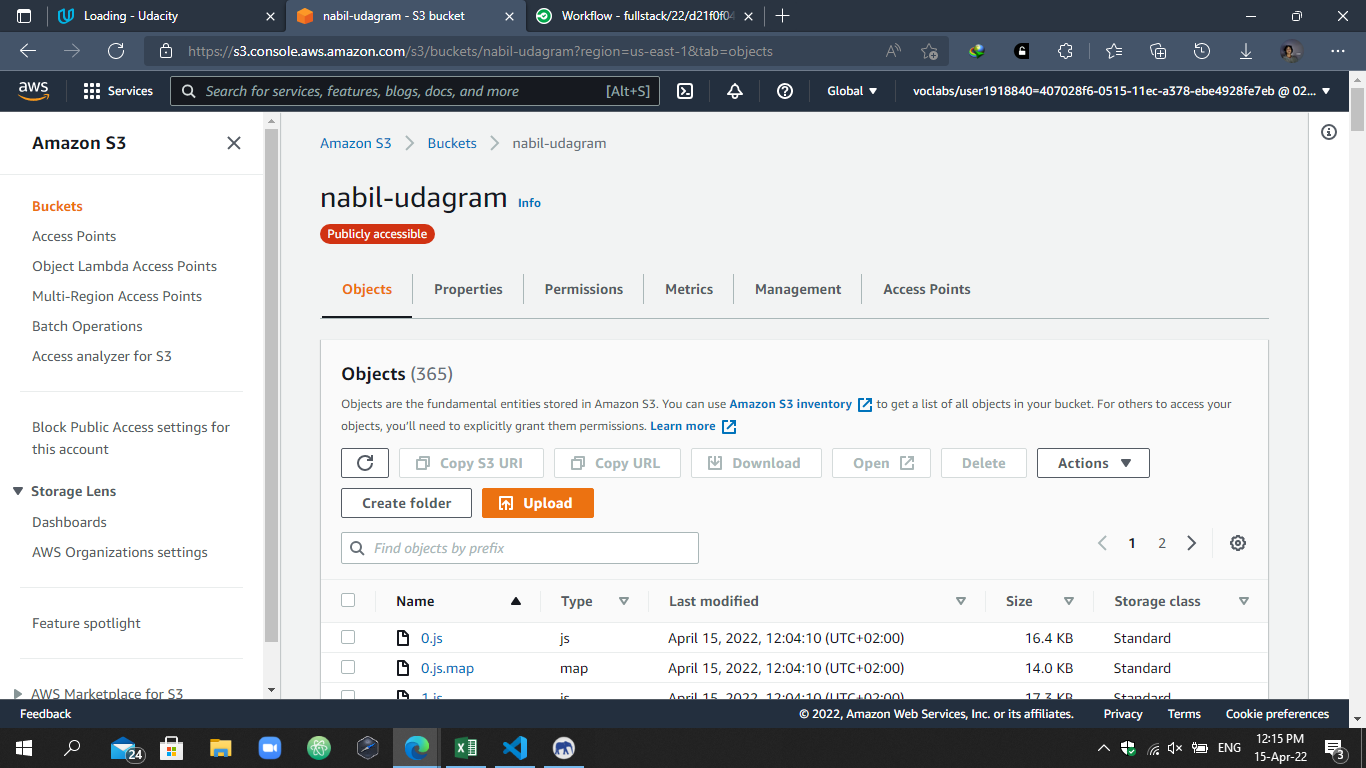 Loading - Udacity
nabil-udagram - S3 bucket
Workflow - fullstack/22/d21f0f04
https://s3.console.aws.amazon.com/s3/buckets/nabil-udagram?region=us-east-1&tab=objects
aws
Services
Search for services, features, blogs, docs, and more
[Alt+S]
Global
voclabs/user1918840=407028f6-0515-11ec-a378-ebe4928fe7eb @ 02...
Amazon S3
Buckets
Access Points
Object Lambda Access Points
Multi-Region Access Points
Batch Operations
Access analyzer for S3
Block Public Access settings for
this account
Storage Lens
Dashboards
AWS Organizations settings
Feature spotlight
AWS Marketplace for S3
Amazon S3
Buckets
nabil-udagram
nabil-udagram Info
Publicly accessible
Objects
Properties
Permissions
Metrics
Management
Access Points
Objects (365)
Objects are the fundamental entities stored in Amazon S3. You can use Amazon S3 inventory to get a list of all objects in your bucket. For others to access your
objects, you'll need to explicitly grant them permissions. Learn more
Copy S3 URI
Copy URL
Download
Open
Delete
Actions
Create folder
Upload
Find objects by prefix
1
2
Name Type Last modified Size Storage class
0.js js April 15, 2022, 12:04:10 (UTC+02:00) 16.4 KB Standard
0.js.map map April 15, 2022, 12:04:10 (UTC+02:00) 14.0 KB Standard
1.js js April 15, 2022, 12:04:10 (UTC+02:00) 17.3 KB Standard
Feedback
© 2022, Amazon Web Services, Inc. or its affiliates.
Privacy
Terms
Cookie preferences
24
ENG
12:15 PM
15-Apr-22
3